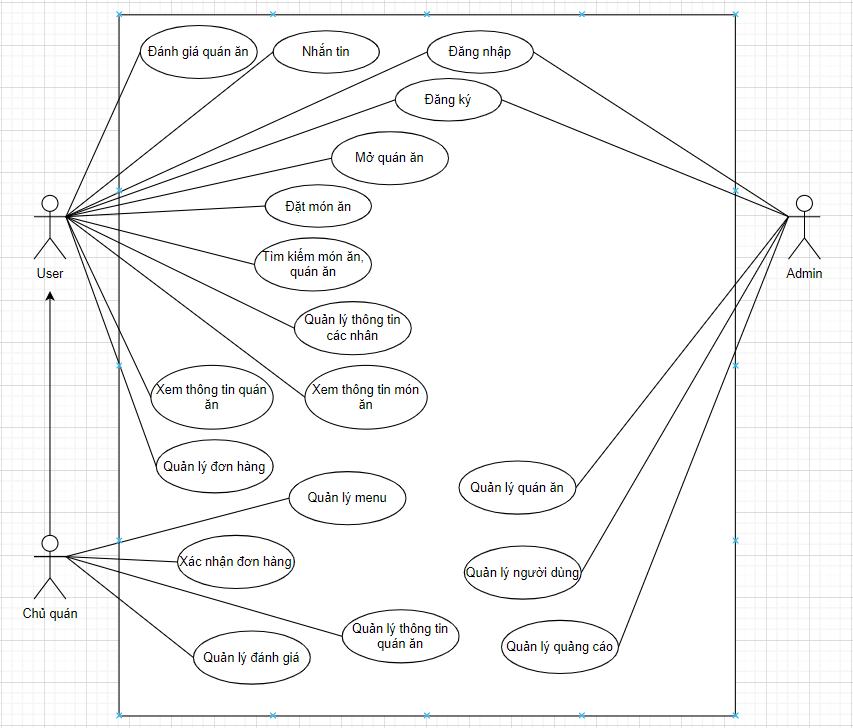 Đánh giá quán ăn
Nhắn tin
Đăng nhập
Đăng ký
Mở quán ăn
Đặt món ăn
Tìm kiếm món ăn,
quán ăn
User
Admin
Quản lý thông tin
các nhân
Xem thông tin quán
ăn
Xem thông tin món
ăn
Quản lý đơn hàng
Quản lý menu
Quản lý quán ăn
Xác nhận đơn hàng
Quản lý người dùng
Chủ quán
Quản lý thông tin
quán ăn
Quản lý đánh giá
Quản lý quảng cáo